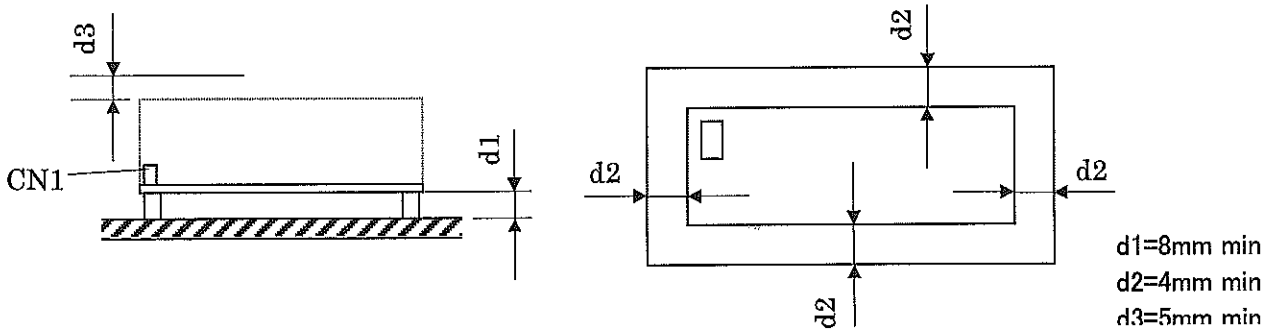 d3
CN1
d1
d2
d2
d2
d2
d1=8mm min
d2=4mm min
d3=5mm min